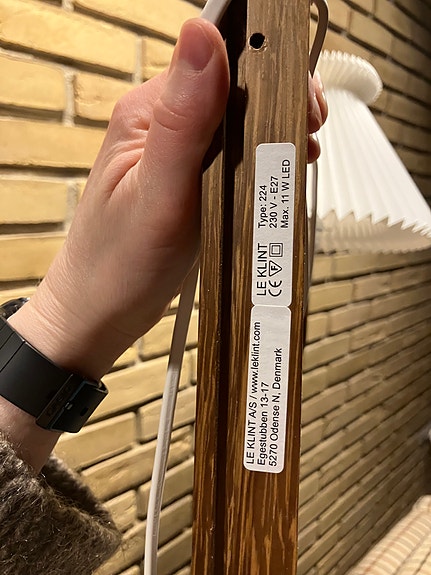 LE KLINT
CE F
Type: 224
230 V - E27
Max. 11 W LED
LE KLINT A/S / www.leklint.com
Egestubben 13-17
5270 Odense N, Denmark